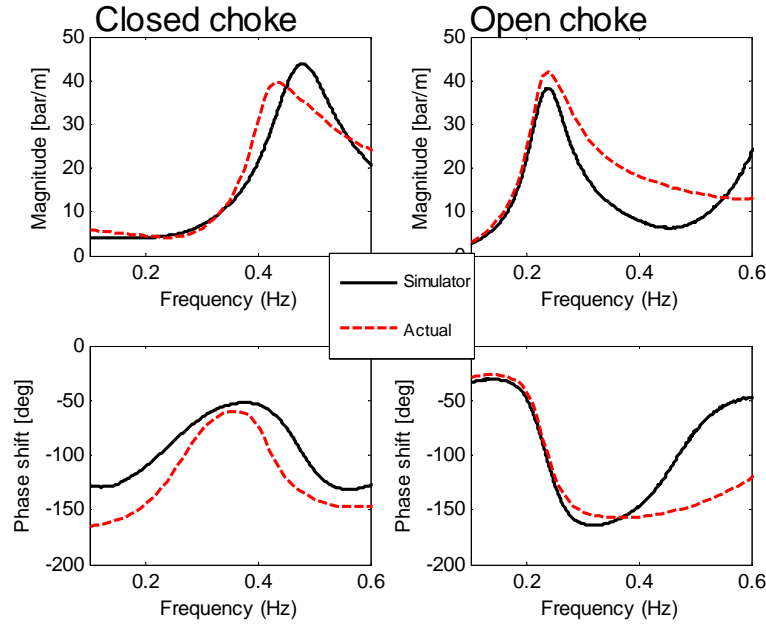 Closed choke
Open choke
Magnitude [bar/m]
50
40
30
20
10
0
0.2
0.4
0.6
Frequency (Hz)
Magnitude [bar/m]
50
40
30
20
10
0
0.2
0.4
0.6
Frequency (Hz)
Simulator
Actual
Phase shift [deg]
0
-50
-100
-150
-200
0.2
0.4
0.6
Frequency (Hz)
Phase shift [deg]
0
-50
-100
-150
-200
0.2
0.4
0.6
Frequency (Hz)